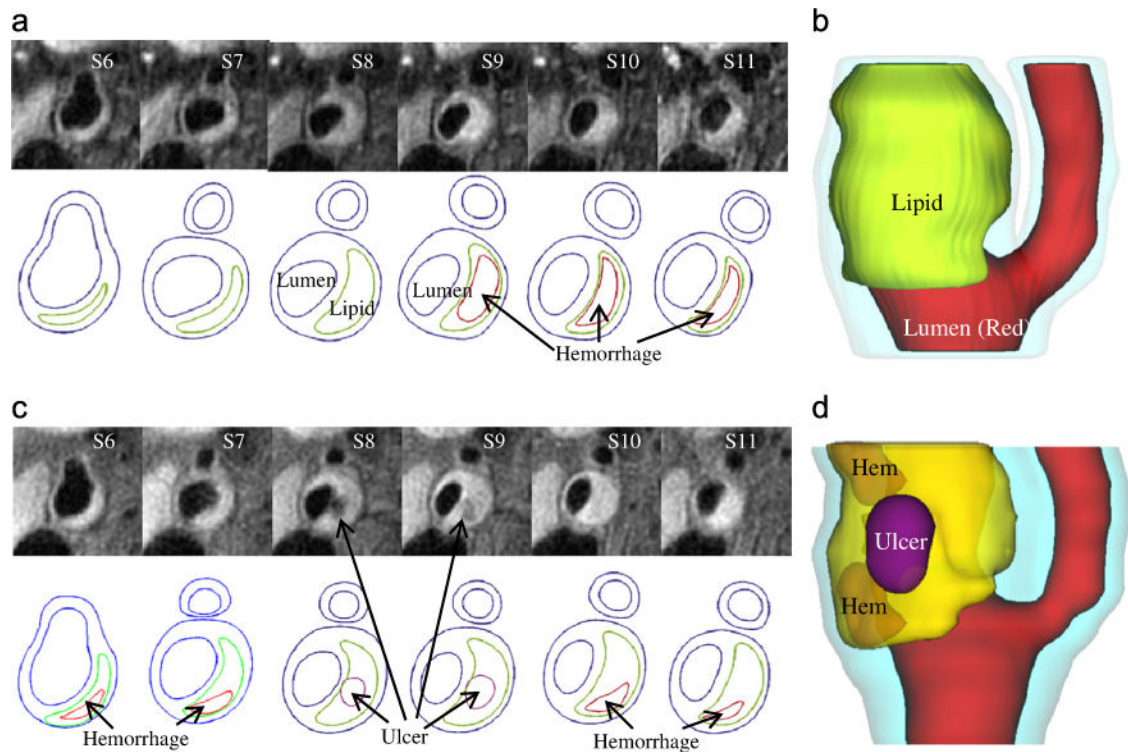 a
b
S6 S7 S8 S9 S10 S11
Lumen
Lipid
Lumen
Hemorrhage
Lipid
Lumen (Red)
c
d
S6 S7 S8 S9 S10 S11
Hemorrhage
Ulcer
Hemorrhage
Hem
Ulcer
Hem